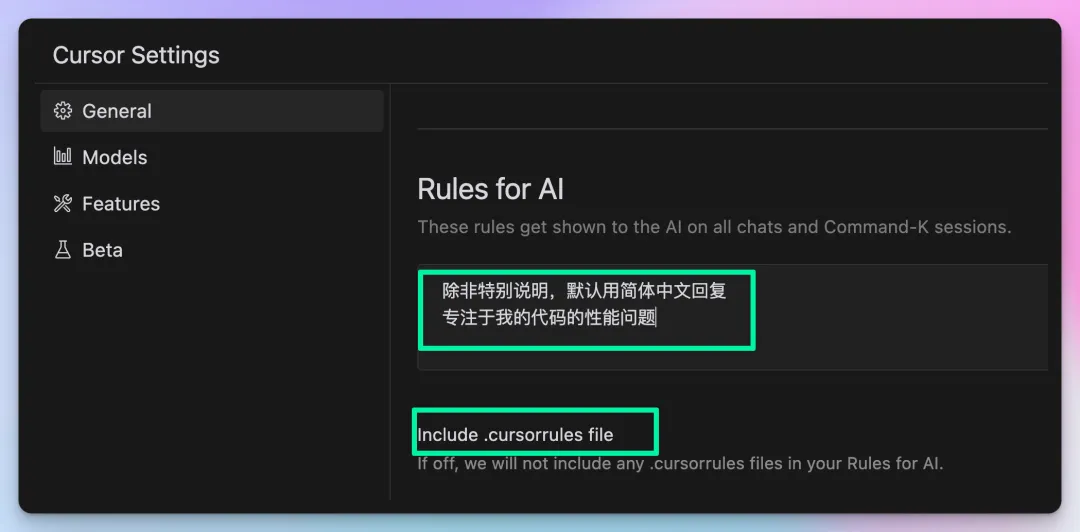 Cursor Settings
General
Models
Features
Beta
Rules for AI
These rules get shown to the AI on all chats and Command-K sessions.
除非特别说明，默认用简体中文回复
专注于我的代码的性能问题
Include .cursorrules file
If off, we will not include any .cursorrules files in your Rules for AI.